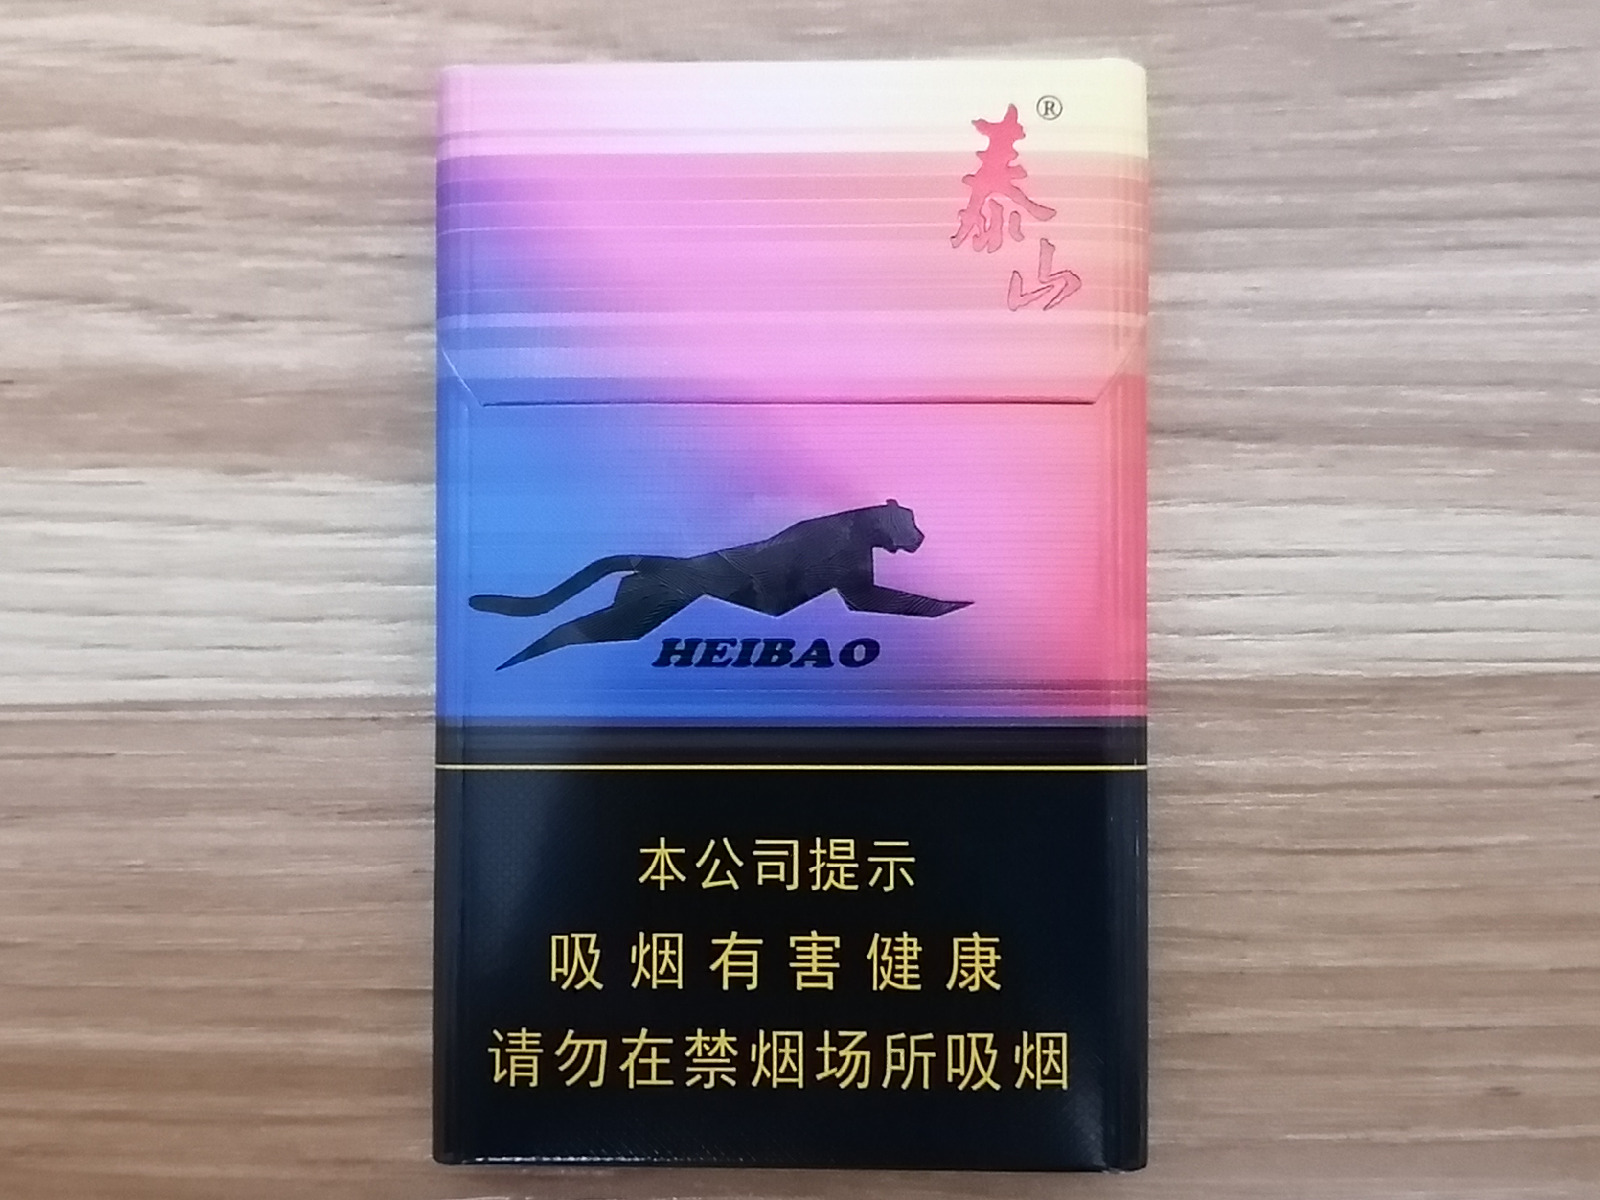 泰山®
HEIBAO
本公司提示
吸烟有害健康
请勿在禁烟场所吸烟